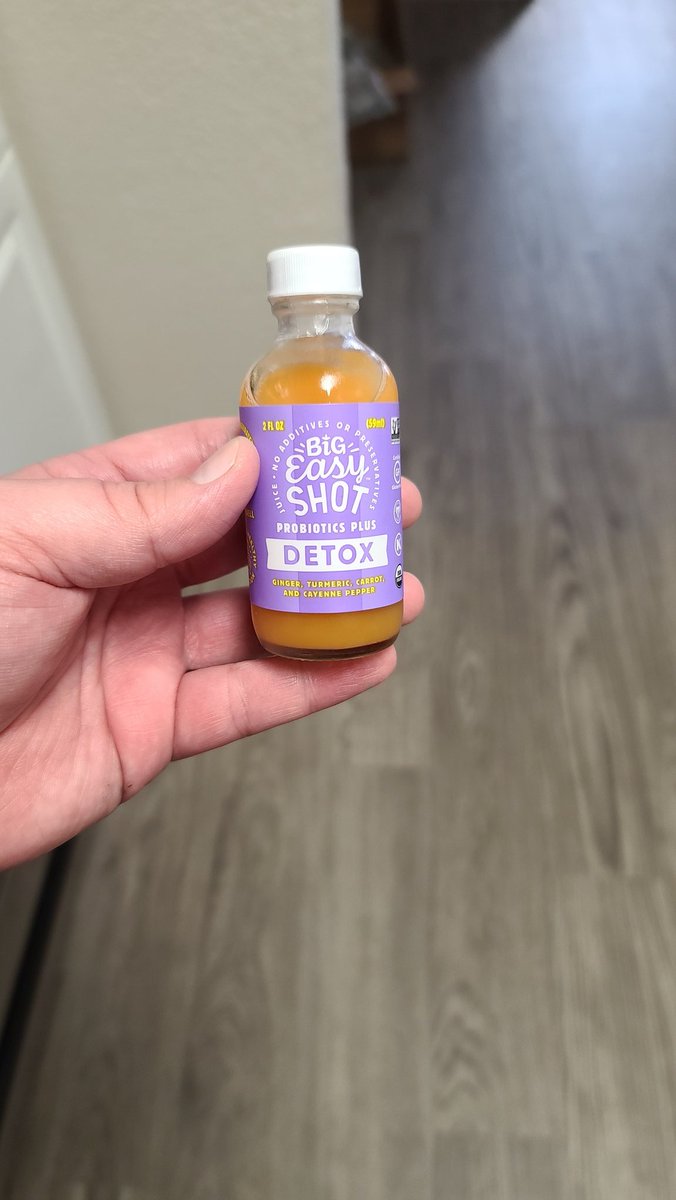 2 FL OZ
(59ml)
JUICE • NO ADDITIVES OR PRESERVATIVES
BIG
Easy
SHOT
PROBIOTICS PLUS
DETOX
GINGER, TURMERIC, CARROT,
AND CAYENNE PEPPER